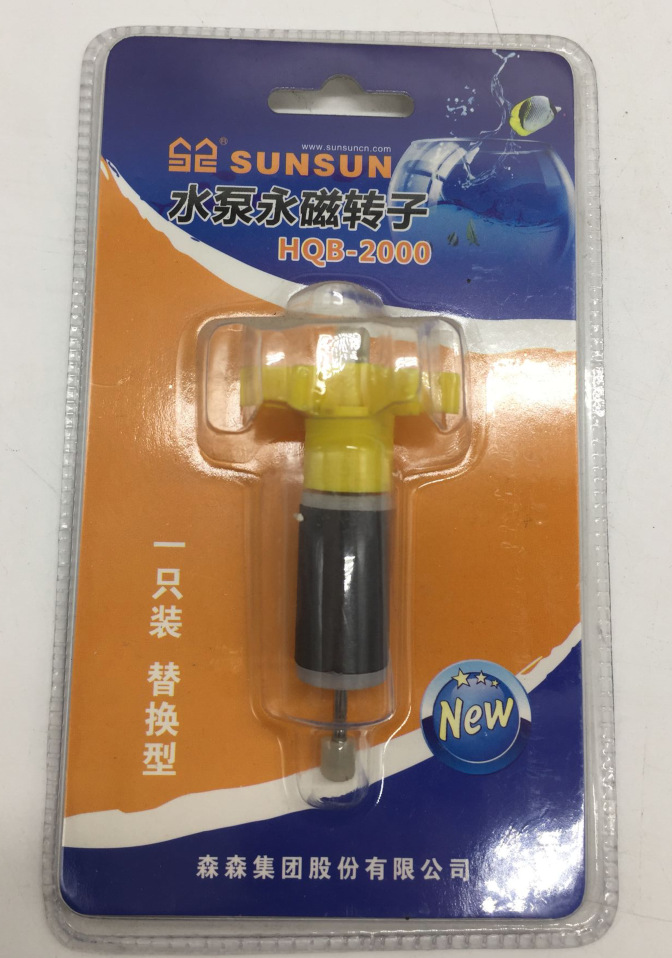 www.sunsuncn.com
® SUNSUN
水泵永磁转子
HQB-2000
一只装 替换型
New
森森集团股份有限公司